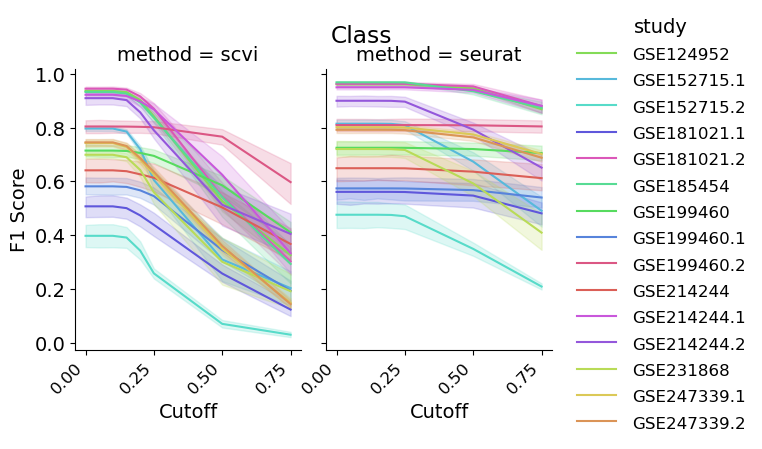 Class
method = scvi
method = seurat
F1 Score
1.0
0.8
0.6
0.4
0.2
0.0
0.00
0.25
0.50
0.75
0.00
0.25
0.50
0.75
Cutoff
Cutoff
study
GSE124952
GSE152715.1
GSE152715.2
GSE181021.1
GSE181021.2
GSE185454
GSE199460
GSE199460.1
GSE199460.2
GSE214244
GSE214244.1
GSE214244.2
GSE231868
GSE247339.1
GSE247339.2